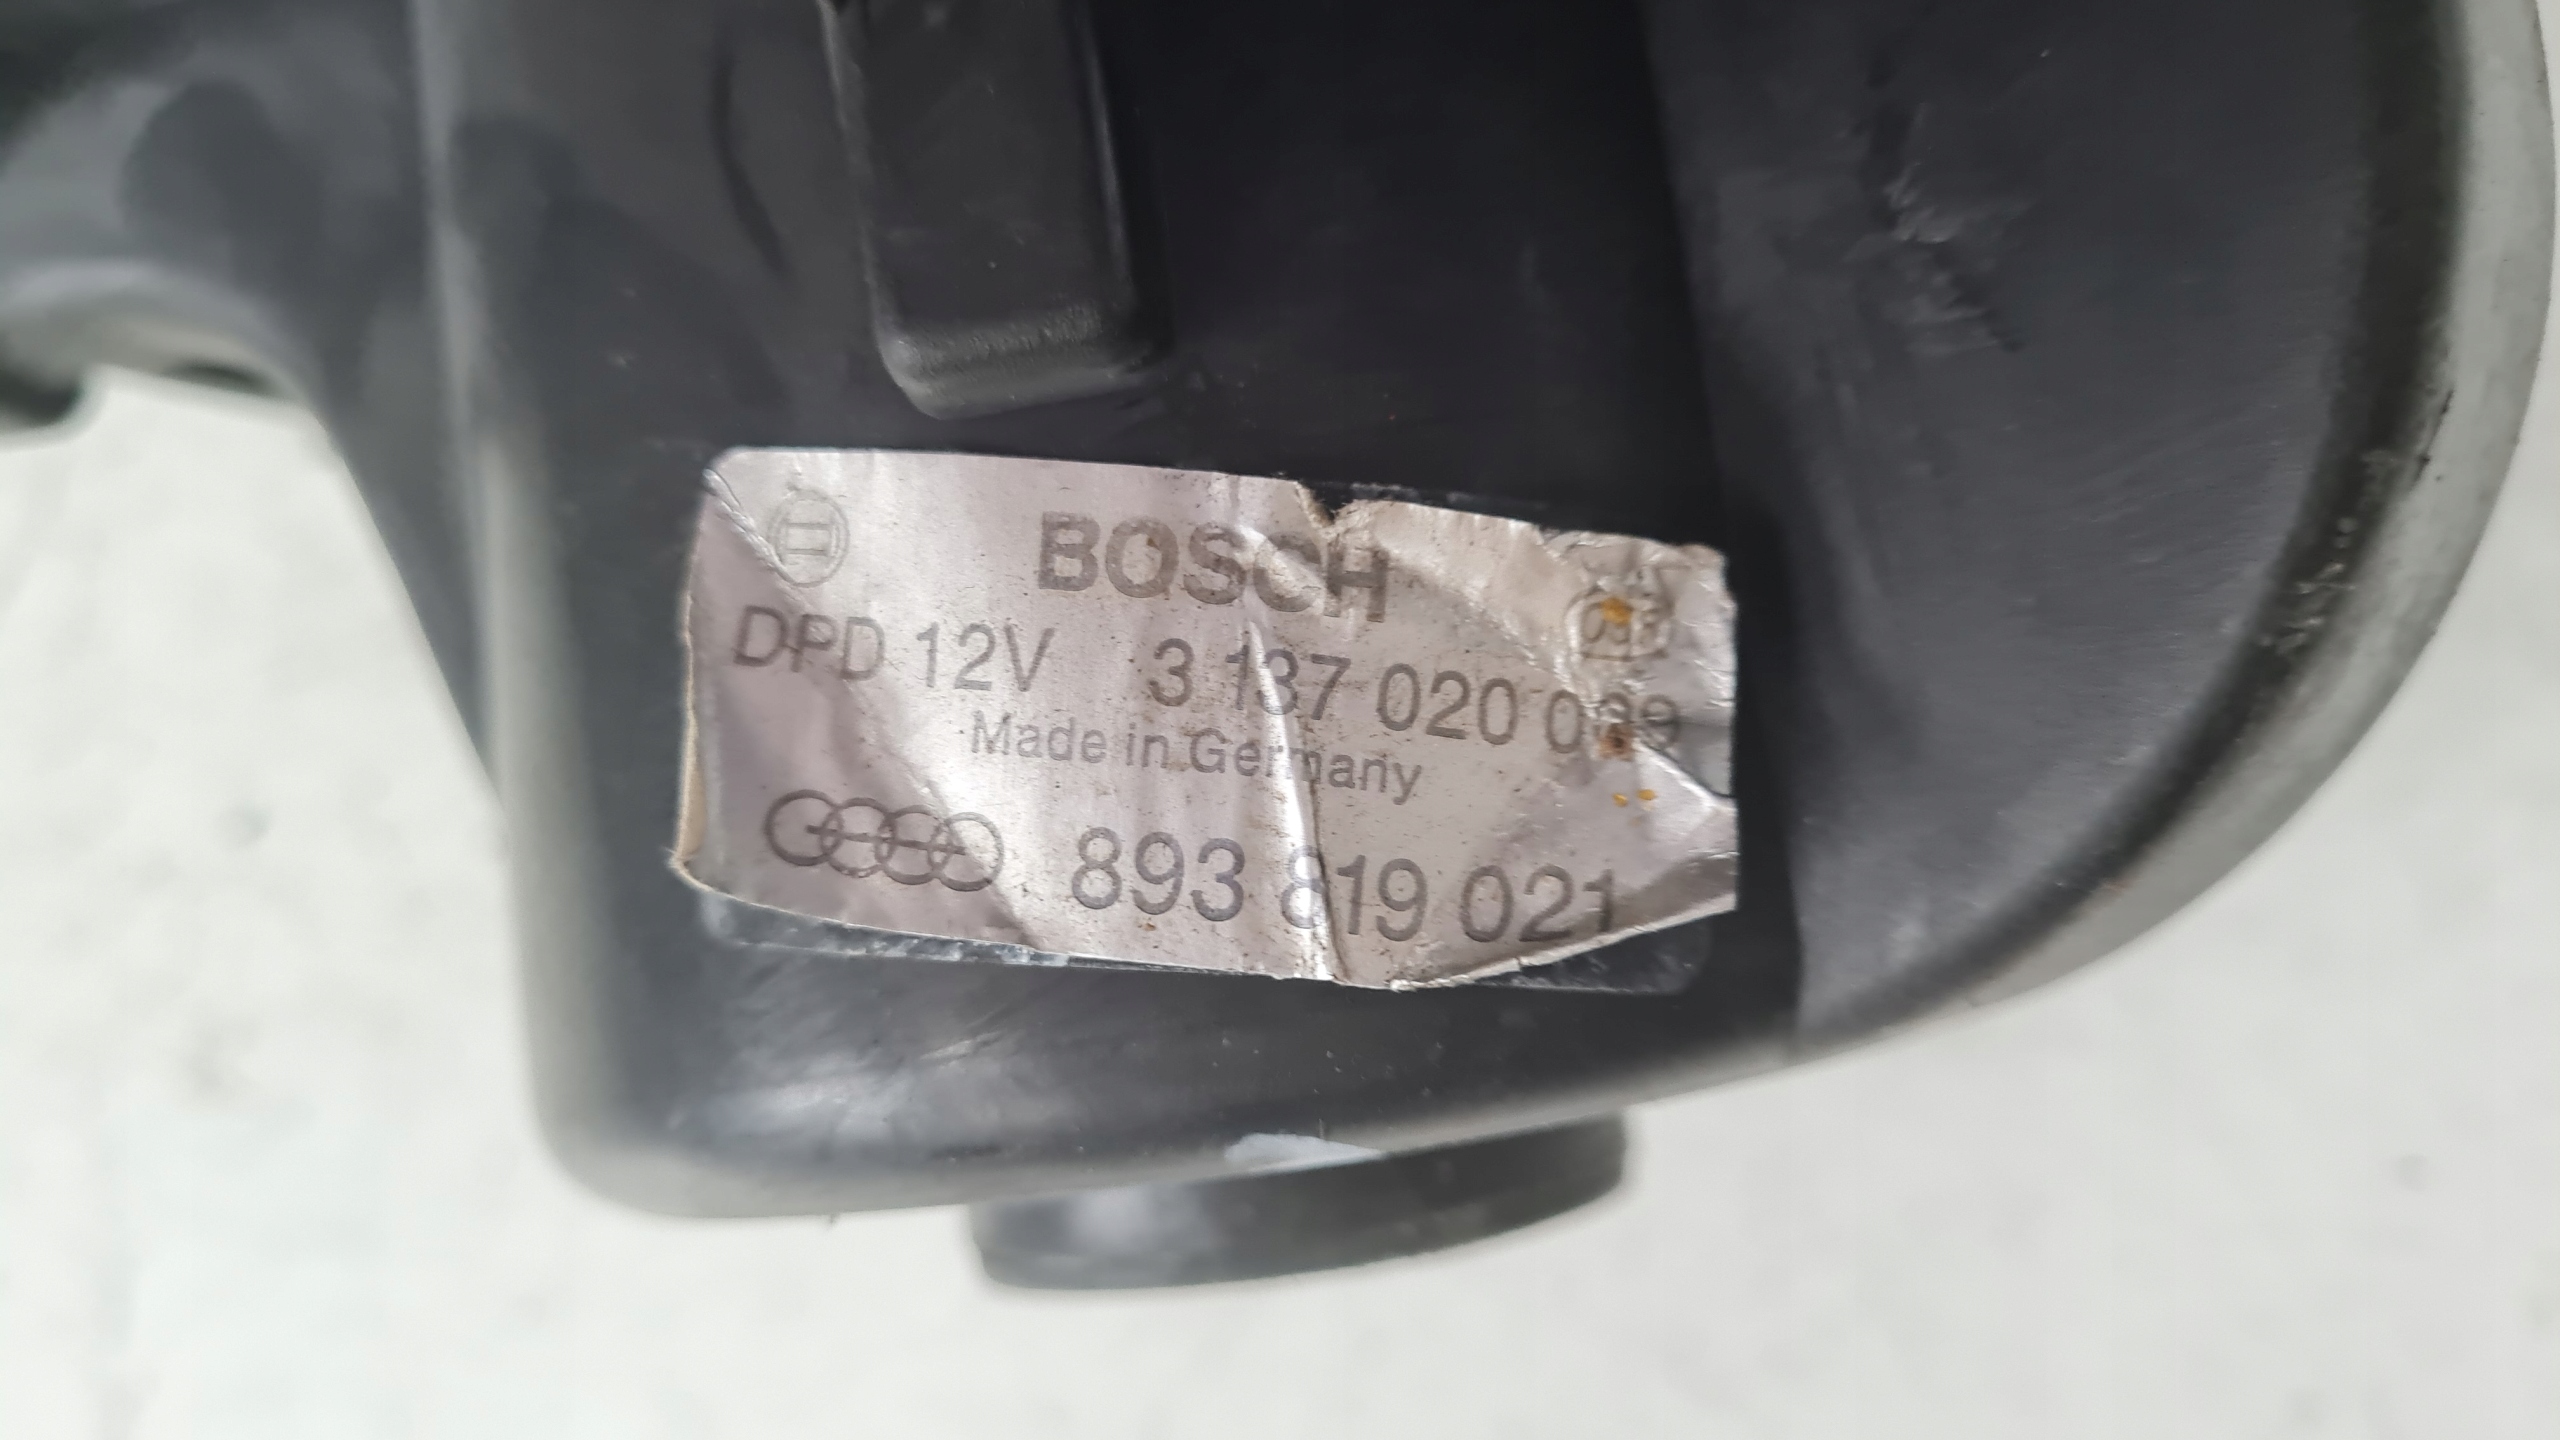 BOSCH
DPD 12V 3 137 020
Made in Germany
893 819 021